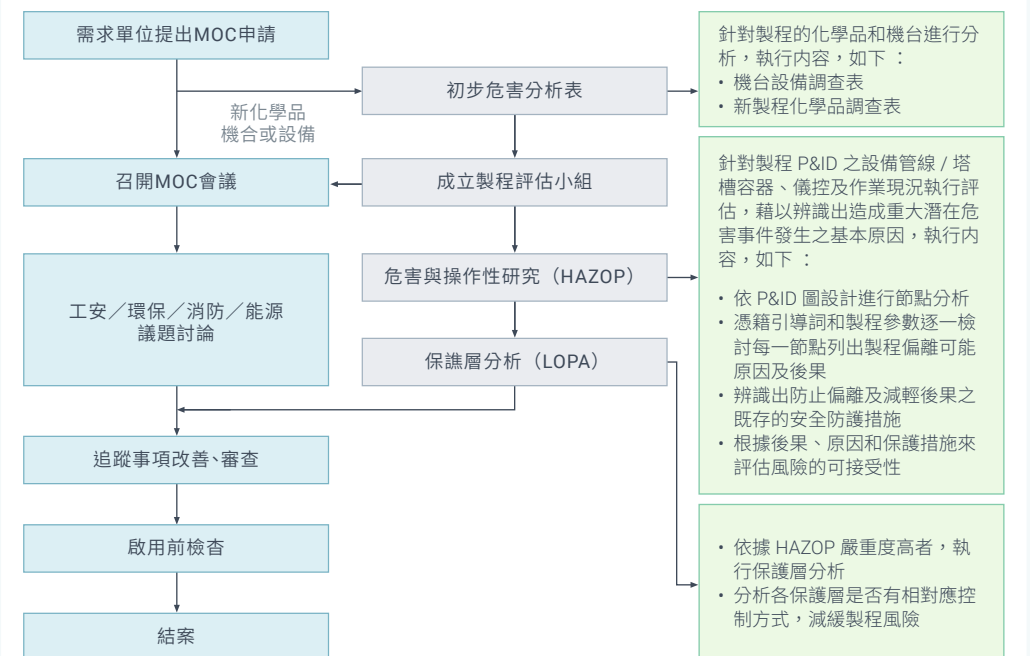 需求單位提出MOC申請
新化學品
機合或設備
召開MOC會議
工安／環保／消防／能源
議題討論
追蹤事項改善、審查
啟用前檢查
結案
初步危害分析表
成立製程評估小組
危害與操作性研究（HAZOP）
保譙層分析（LOPA）
針對製程的化學品和機台進行分
析，執行內容，如下 ：
• 機台設備調查表
• 新製程化學品調查表
針對製程 P&ID 之設備管線 / 塔
槽容器、儀控及作業現況執行評
估，藉以辨識出造成重大潛在危
害事件發生之基本原因，執行內
容，如下 ：
• 依 P&ID 圖設計進行節點分析
• 憑籍引導詞和製程參數逐一檢
討每一節點列出製程偏離可能
原因及後果
• 辨識出防止偏離及減輕後果之
既存的安全防護措施
• 根據後果、原因和保護措施來
評估風險的可接受性
• 依據 HAZOP 嚴重度高者，執
行保護層分析
• 分析各保護層是否有相對應控
制方式，減緩製程風險